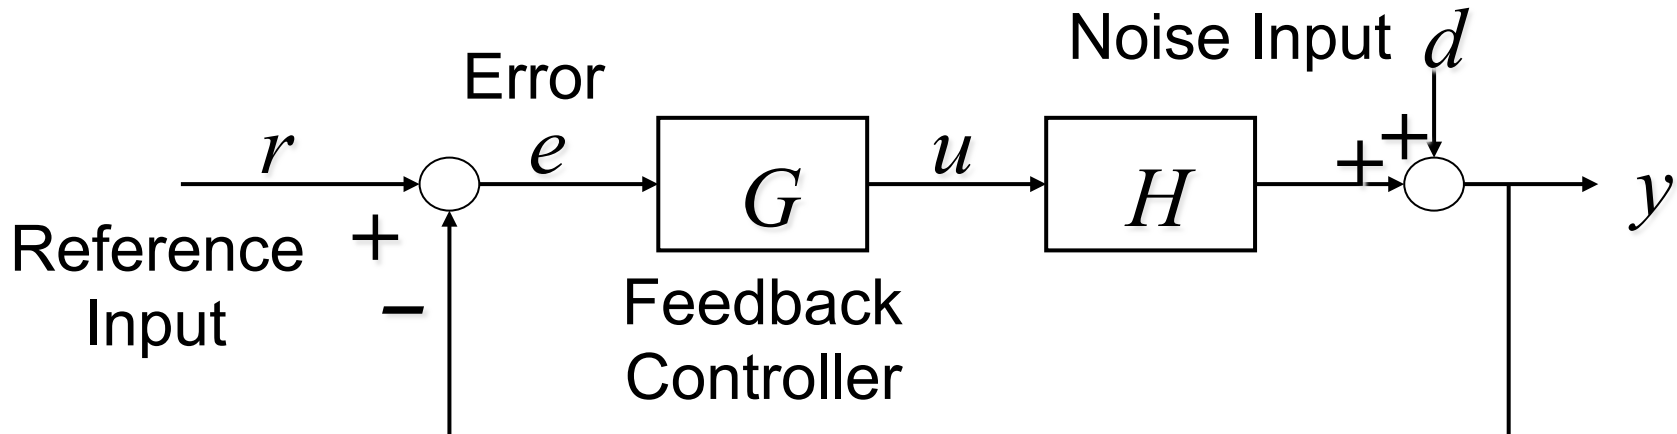 Noise Input d
Error
r
e
G
u
H
+
+
y
Reference
Input
+
−
Feedback
Controller